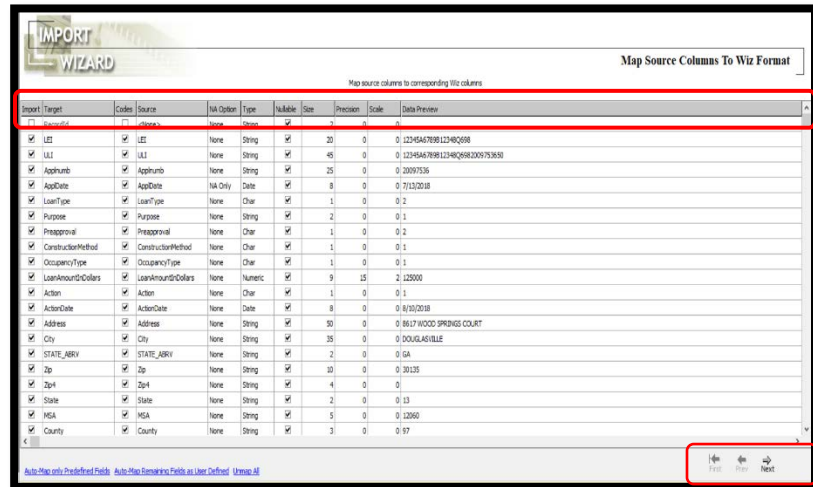 IMPORT
WIZARD
Map Source Columns To Wiz Format
Map source columns to corresponding Wiz columns
Import Target Codes Source NA Option Type Nullable Size Precision Scale Data Preview
RecordId <None> None String 7 0 0
LEI LEI None String 20 0 0 12345A6789B12348Q698
ULI ULI None String 45 0 0 12345A6789B12348Q6982009753650
Applnumb Applnumb None String 25 0 0 20097536
ApplDate ApplDate NA Only Date 8 0 0 7/13/2018
LoanType LoanType None Char 1 0 0 2
Purpose Purpose None String 2 0 0 1
Preapproval Preapproval None Char 1 0 0 2
ConstructionMethod ConstructionMethod None Char 1 0 0 1
OccupancyType OccupancyType None Char 1 0 0 1
LoanAmountInDollars LoanAmountInDollars None Numeric 9 15 2 125000
Action Action None Char 1 0 0 1
ActionDate ActionDate None Date 8 0 0 8/10/2018
Address Address None String 50 0 0 8617 WOOD SPRINGS COURT
City City None String 35 0 0 DOUGLASVILLE
STATE_ABRV STATE_ABRV None String 2 0 0 GA
Zip Zip None String 10 0 0 30135
Zip4 Zip4 None String 4 0 0
State State None String 2 0 0 13
MSA MSA None String 5 0 0 12060
County County None String 3 0 0 97
Auto-Map only Predefined Fields Auto-Map Remaining Fields as User Defined Unmap All
First Prev Next